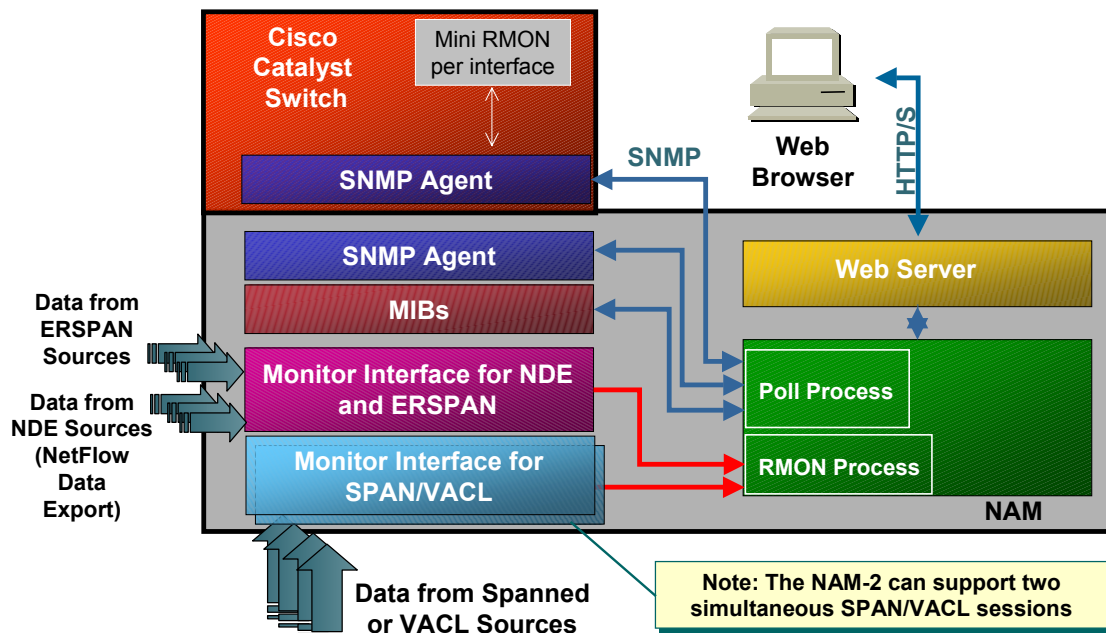 Cisco
Catalyst
Switch
Mini RMON
per interface
SNMP Agent
SNMP
HTTP/S
Web
Browser
SNMP Agent
MIBs
Web Server
Data from
ERSPAN
Sources
Monitor Interface for NDE
and ERSPAN
Poll Process
Data from
NDE Sources
(NetFlow
Data
Export)
Monitor Interface for
SPAN/VACL
RMON Process
NAM
Data from Spanned
or VACL Sources
Note: The NAM-2 can support two
simultaneous SPAN/VACL sessions